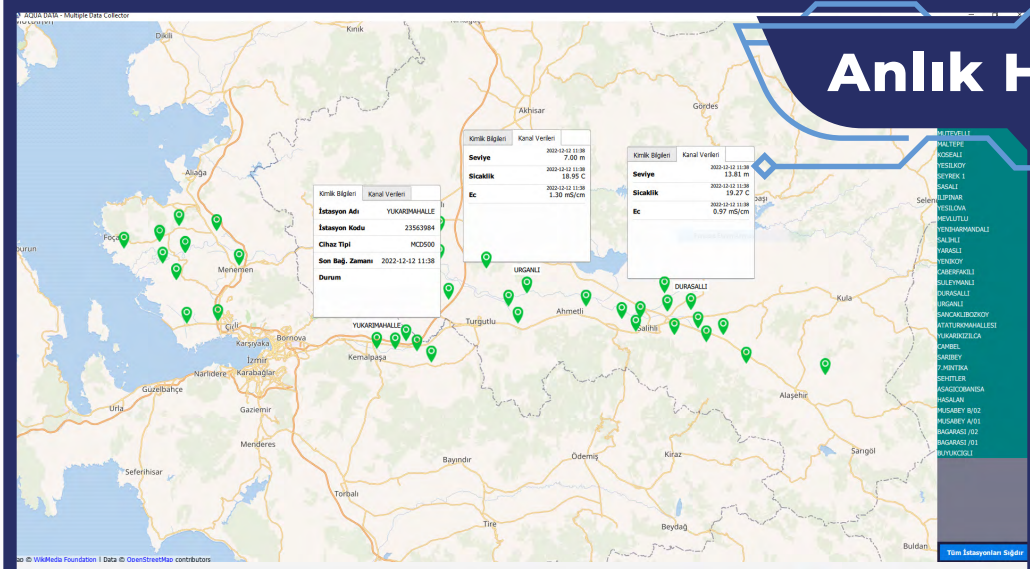 AQUA DATA - Multiple Data Collector
Anlık H
Dikili
Kınık
Akhisar
Gördes
Aliağa
Foça
Menemen
Çiğli
Karşıyaka
Bornova
İzmir
Narlıdere
Karabağlar
Güzelbahçe
Urla
Gaziemir
Menderes
Seferihisar
Torbalı
Kemalpaşa
Turgutlu
Ahmetli
Salihli
Kula
Alaşehir
Bayındır
Ödemiş
Kiraz
Sarıgöl
Tire
Beydağ
Buldan
YUKARIMAHALLE
URGANLI
DURASALLI
Kimlik Bilgileri Kanal Verileri
İstasyon Adı YUKARIMAHALLE
İstasyon Kodu 23563984
Cihaz Tipi MCD500
Son Bağ. Zamanı 2022-12-12 11:38
Durum
Kimlik Bilgileri Kanal Verileri
2022-12-12 11:38
Seviye 7.00 m
2022-12-12 11:38
Sicaklik 18.95 C
2022-12-12 11:38
Ec 1.30 mS/cm
Kimlik Bilgileri Kanal Verileri
2022-12-12 11:38
Seviye 13.81 m
2022-12-12 11:38
Sicaklik 19.27 C
2022-12-12 11:38
Ec 0.97 mS/cm
MUTEVELLI
MALTEPE
KOSEALI
YESILKOY
SEYREK 1
SASALI
ILIPINAR
YESILOVA
MEVLUTLU
YENIHARMANDALI
SALIHLI
YARASLI
YENIKOY
CABERFAKILI
SULEYMANLI
DURASALLI
URGANLI
SANCAKLIBOZKOY
ATATURKMAHALLESI
YUKARIKIZILCA
CAMBEL
SARIBEY
7.MINTIKA
SEHITLER
ASAGICOBANISA
HASALAN
MUSABEY B/02
MUSABEY A/01
BAGARASI /02
BAGARASI /01
BUYUKCIGLI
Tüm İstasyonları Sığdır
© WikiMedia Foundation | Data © OpenStreetMap contributors